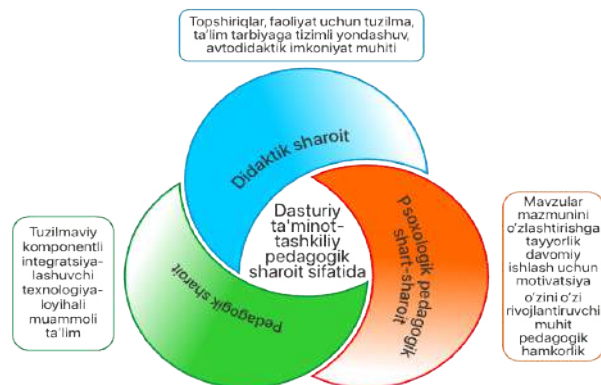 Topshiriqlar, faoliyat uchun tuzilma,
ta'lim tarbiyaga tizimli yondashuv,
avtodidaktik imkoniyat muhiti
Didaktik sharoit
Dasturiy
ta'minot-
tashkiliy
pedagogik
sharoit sifatida
Psoxologik pedagogik
shart-sharoit
Pedagogik sharoit
Tuzilmaviy
komponentli
integratsiya-
lashuvchi
texnologiya-
loyihali
muammoli
ta'lim
Mavzular
mazmunini
o'zlashtirishga
tayyorlik
davomiy
ishlash uchun
motivatsiya
o'zini o'zi
rivojlantiruvchi
muhit
pedagogik
hamkorlik